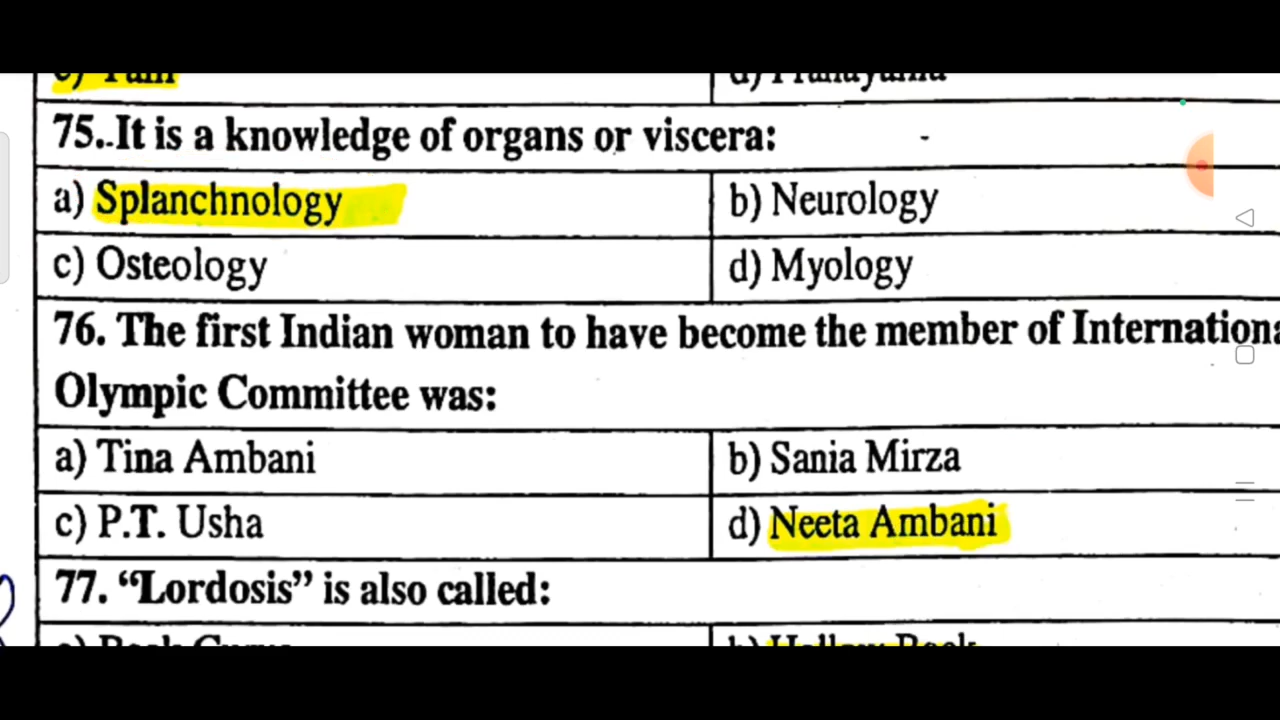 75. It is a knowledge of organs or viscera:
a) Splanchnology b) Neurology
c) Osteology d) Myology
76. The first Indian woman to have become the member of Internationa
Olympic Committee was:
a) Tina Ambani b) Sania Mirza
c) P.T. Usha d) Neeta Ambani
77. “Lordosis” is also called:
b) Hollow Back